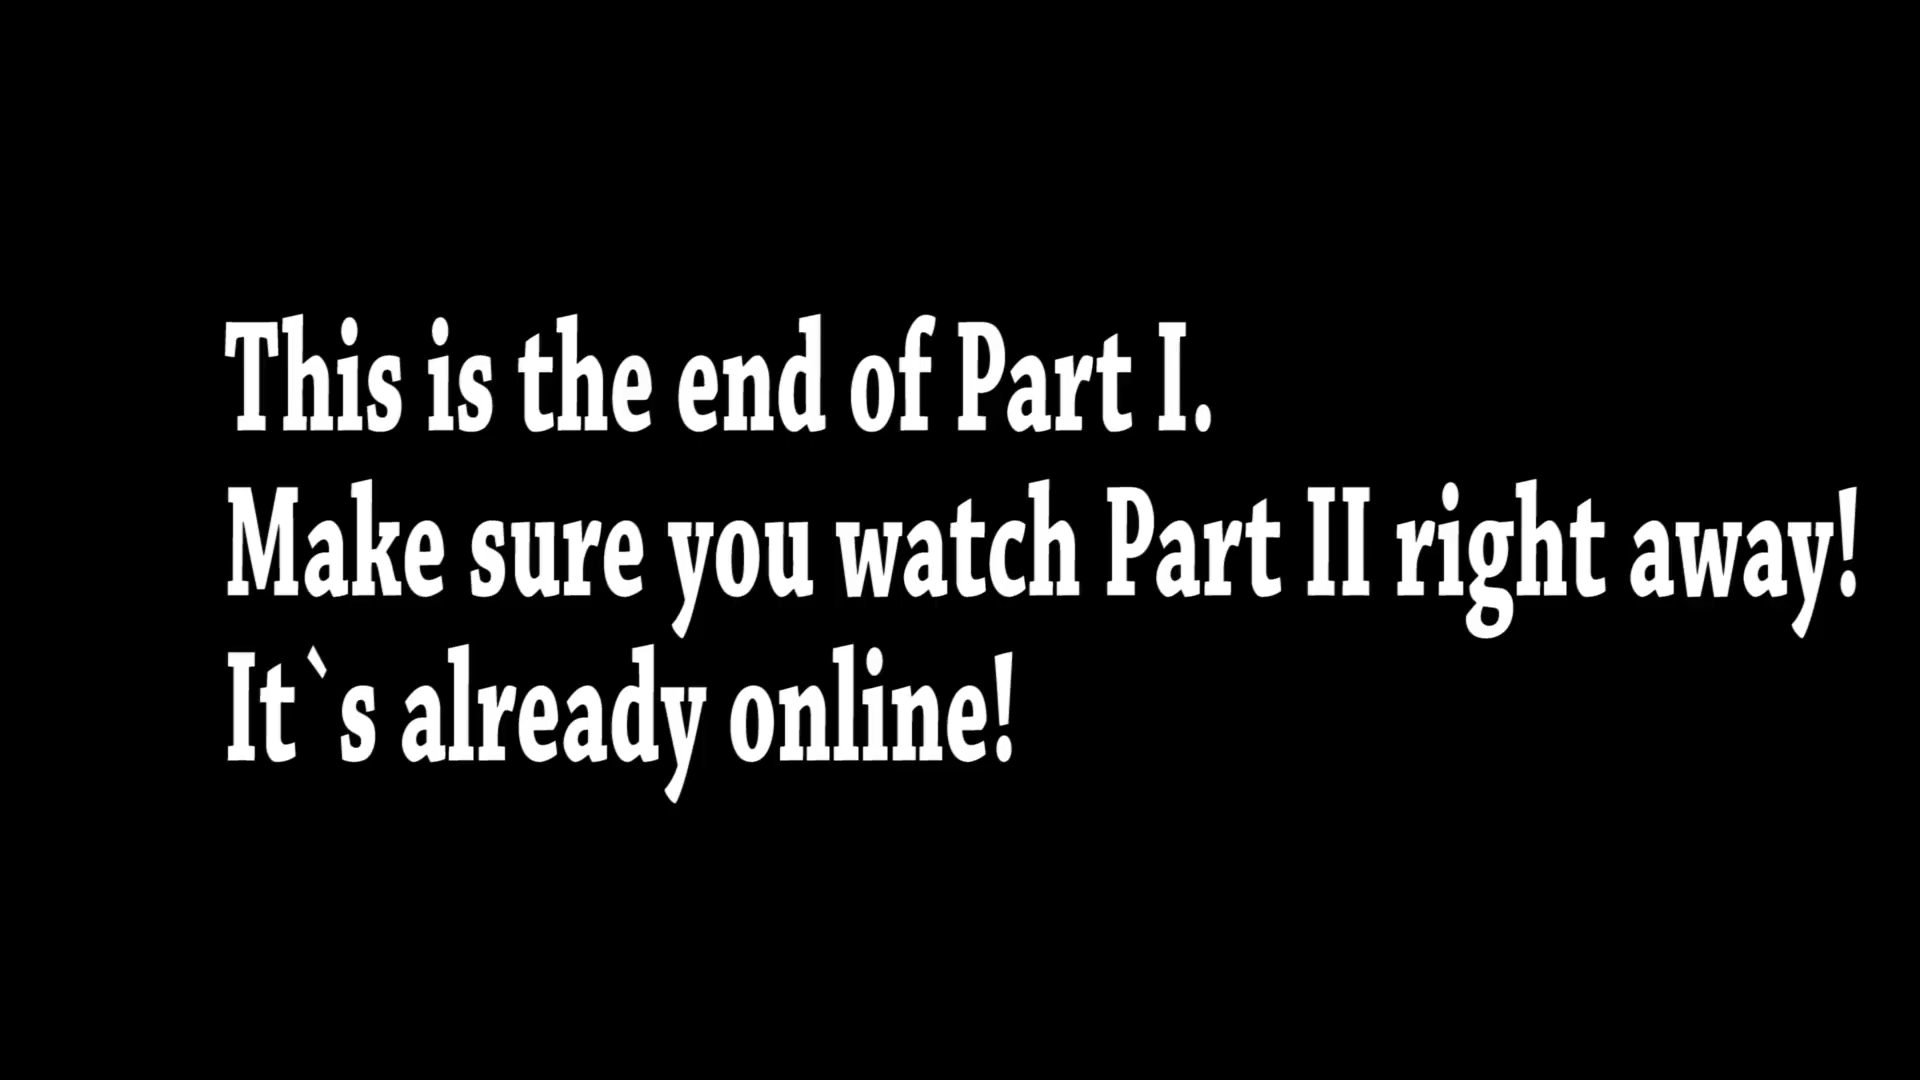 This is the end of Part I.
Make sure you watch Part II right away!
It`s already online!